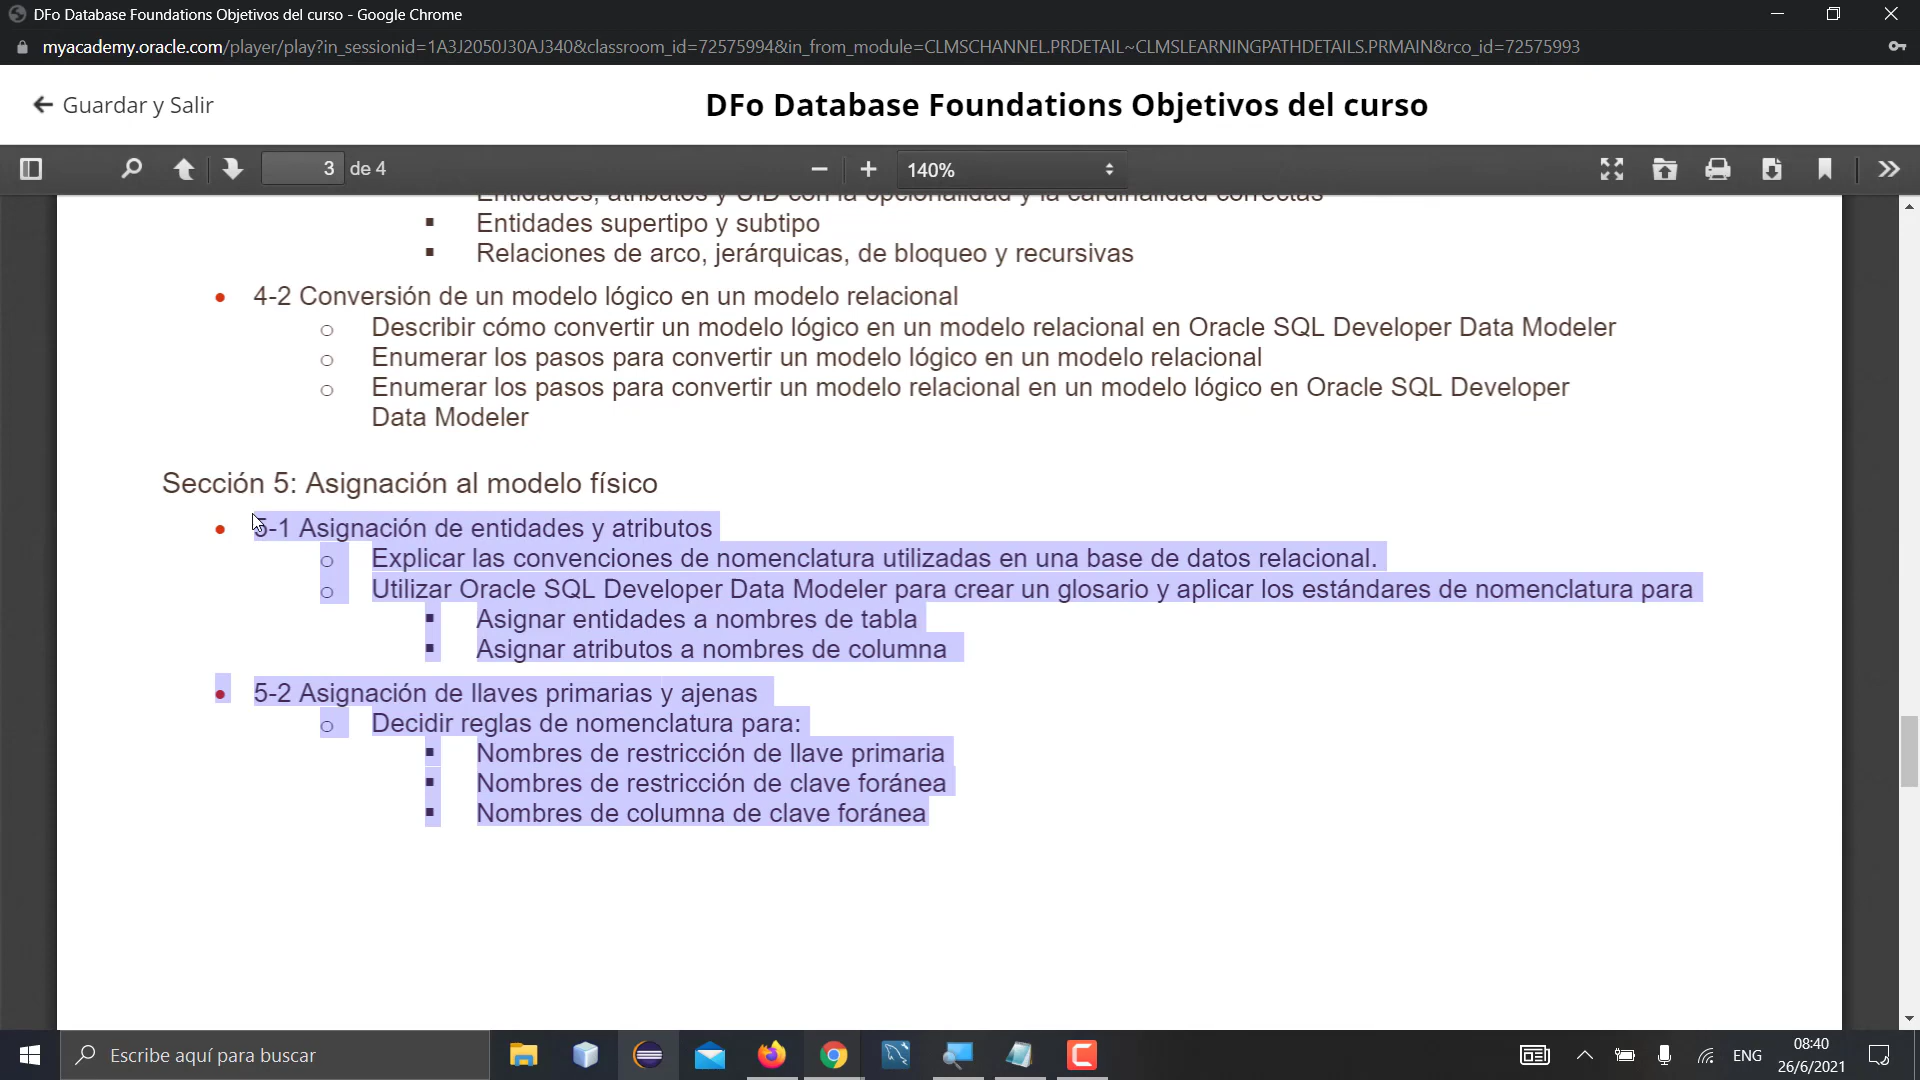 DFo Database Foundations Objetivos del curso - Google Chrome
myacademy.oracle.com/player/play?in_sessionid=1A3J2050J30AJ340&classroom_id=72575994&in_from_module=CLMSCHANNEL.PRDETAIL~CLMSLEARNINGPATHDETAILS.PRMAIN&rco_id=72575993
Guardar y Salir
DFo Database Foundations Objetivos del curso
3 de 4
140%
Entidades, atributos y UID con la opcionalidad y la cardinalidad correctas
▪ Entidades supertipo y subtipo
▪ Relaciones de arco, jerárquicas, de bloqueo y recursivas
• 4-2 Conversión de un modelo lógico en un modelo relacional
o Describir cómo convertir un modelo lógico en un modelo relacional en Oracle SQL Developer Data Modeler
o Enumerar los pasos para convertir un modelo lógico en un modelo relacional
o Enumerar los pasos para convertir un modelo relacional en un modelo lógico en Oracle SQL Developer
Data Modeler
Sección 5: Asignación al modelo físico
• 5-1 Asignación de entidades y atributos
o Explicar las convenciones de nomenclatura utilizadas en una base de datos relacional.
o Utilizar Oracle SQL Developer Data Modeler para crear un glosario y aplicar los estándares de nomenclatura para
▪ Asignar entidades a nombres de tabla
▪ Asignar atributos a nombres de columna
• 5-2 Asignación de llaves primarias y ajenas
o Decidir reglas de nomenclatura para:
▪ Nombres de restricción de llave primaria
▪ Nombres de restricción de clave foránea
▪ Nombres de columna de clave foránea
Escribe aquí para buscar
ENG
08:40
26/6/2021